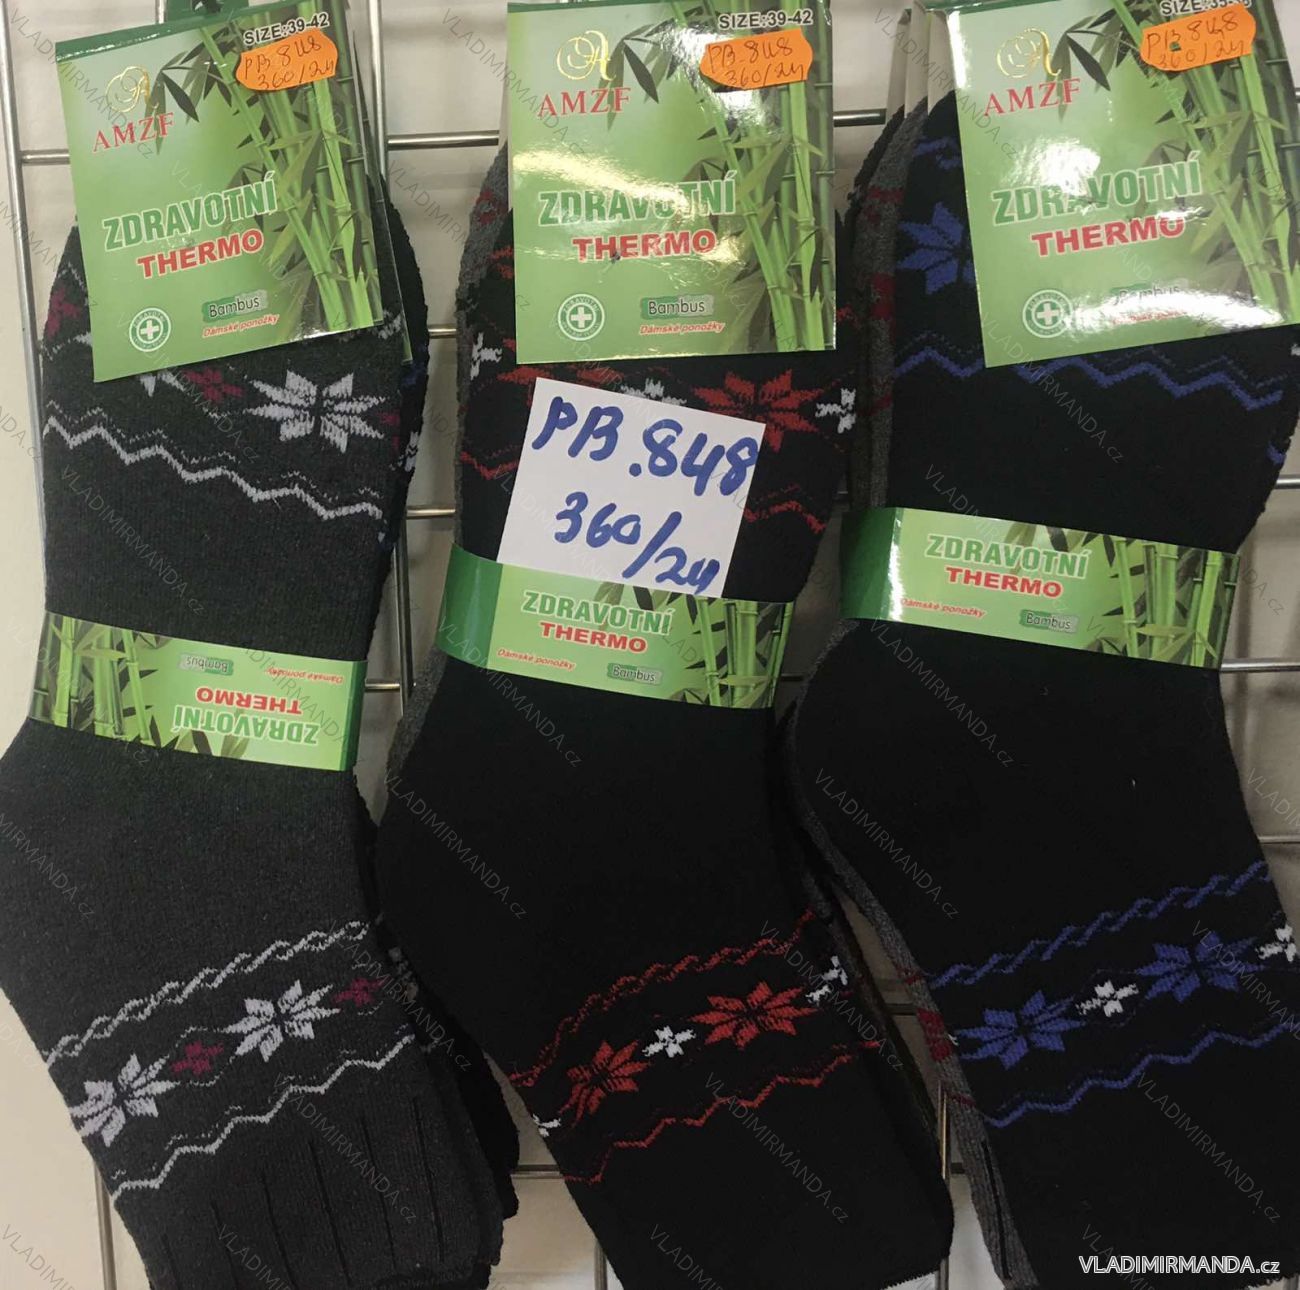 SIZE:39-42
PB.848
360/24
AMZF
ZDRAVOTNÍ
THERMO
Bambus
Dámské ponožky
SIZE:39-42
PB.848
360/24
AMZF
ZDRAVOTNÍ
THERMO
Bambus
Dámské ponožky
PB.848
360/24
AMZF
ZDRAVOTNÍ
THERMO
Bambus
PB.848
360/24
ZDRAVOTNÍ
THERMO
Dámské ponožky
Bambus
ZDRAVOTNÍ
THERMO
Dámské ponožky
Bambus
ZDRAVOTNÍ
THERMO
Dámské ponožky
Bambus
VLADIMIRMANDA.cz